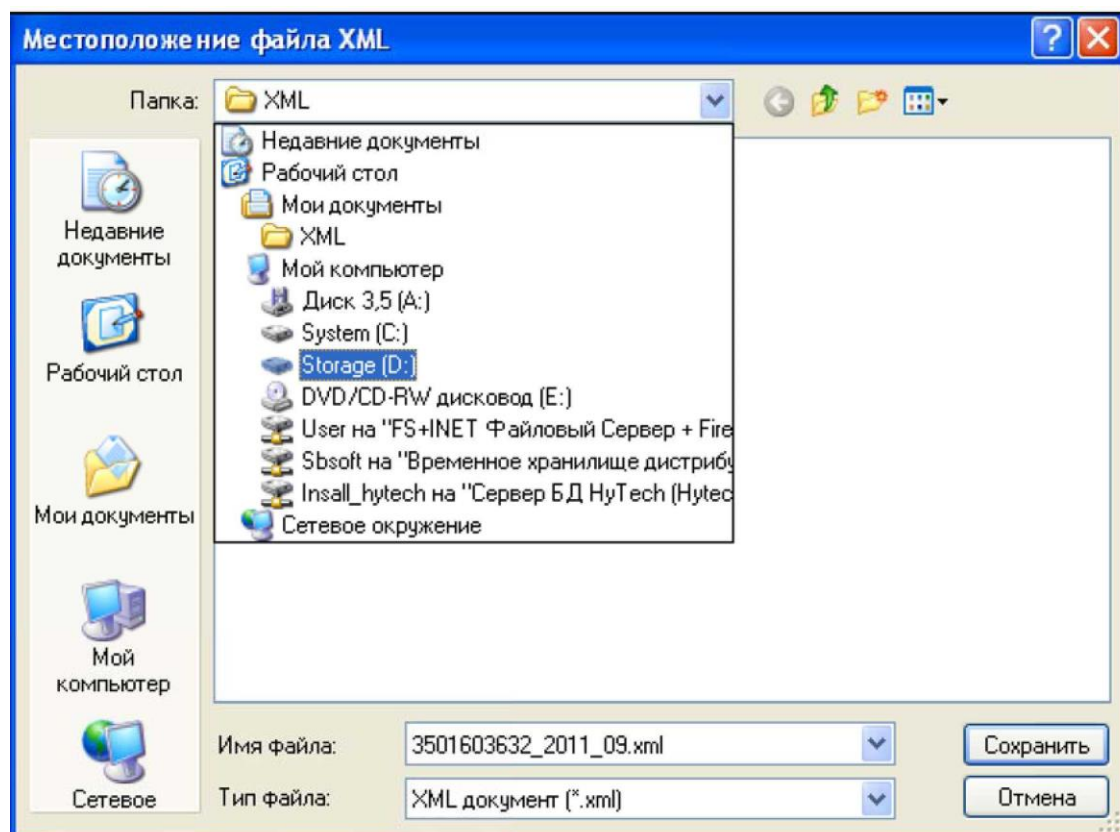 Местоположение файла XML
Папка:
XML
Недавние документы
Рабочий стол
Мои документы
XML
Мой компьютер
Диск 3,5 (A:)
System (C:)
Storage (D:)
DVD/CD-RW дисковод (E:)
User на "FS+INET Файловый Сервер + Fire
Sbsoft на "Временное хранилище дистрибу
Insall_hytech на "Сервер БД HyTech (Hytec
Сетевое окружение
Недавние
документы
Рабочий стол
Мои документы
Мой
компьютер
Сетевое
Имя файла:
3501603632_2011_09.xml
Сохранить
Тип файла:
XML документ (*.xml)
Отмена